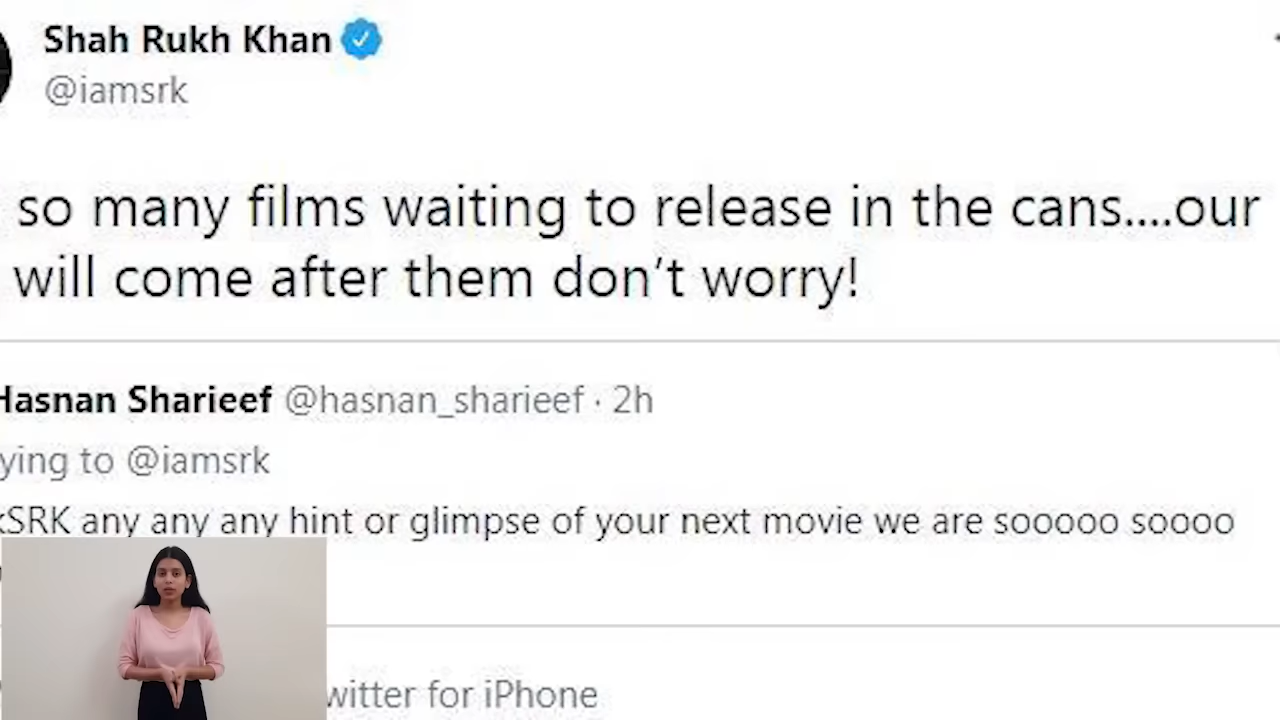 Shah Rukh Khan
@iamsrk
so many films waiting to release in the cans....our
will come after them don't worry!
Hasnan Sharieef @hasnan_sharieef · 2h
ying to @iamsrk
kSRK any any any hint or glimpse of your next movie we are sooooo soooo
witter for iPhone